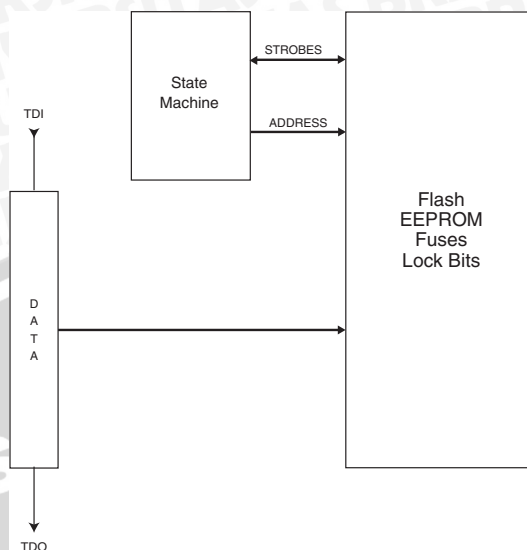 STROBES
State
Machine
TDI
ADDRESS
Flash
EEPROM
Fuses
Lock Bits
D
A
T
A
TDO